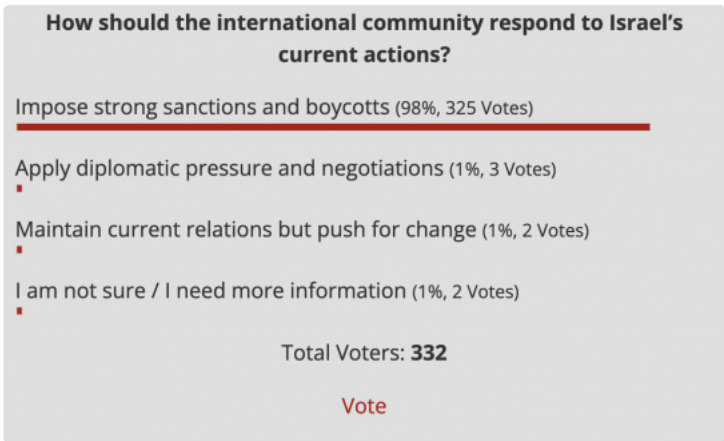 How should the international community respond to Israel’s
current actions?
Impose strong sanctions and boycotts (98%, 325 Votes)
Apply diplomatic pressure and negotiations (1%, 3 Votes)
Maintain current relations but push for change (1%, 2 Votes)
I am not sure / I need more information (1%, 2 Votes)
Total Voters: 332
Vote